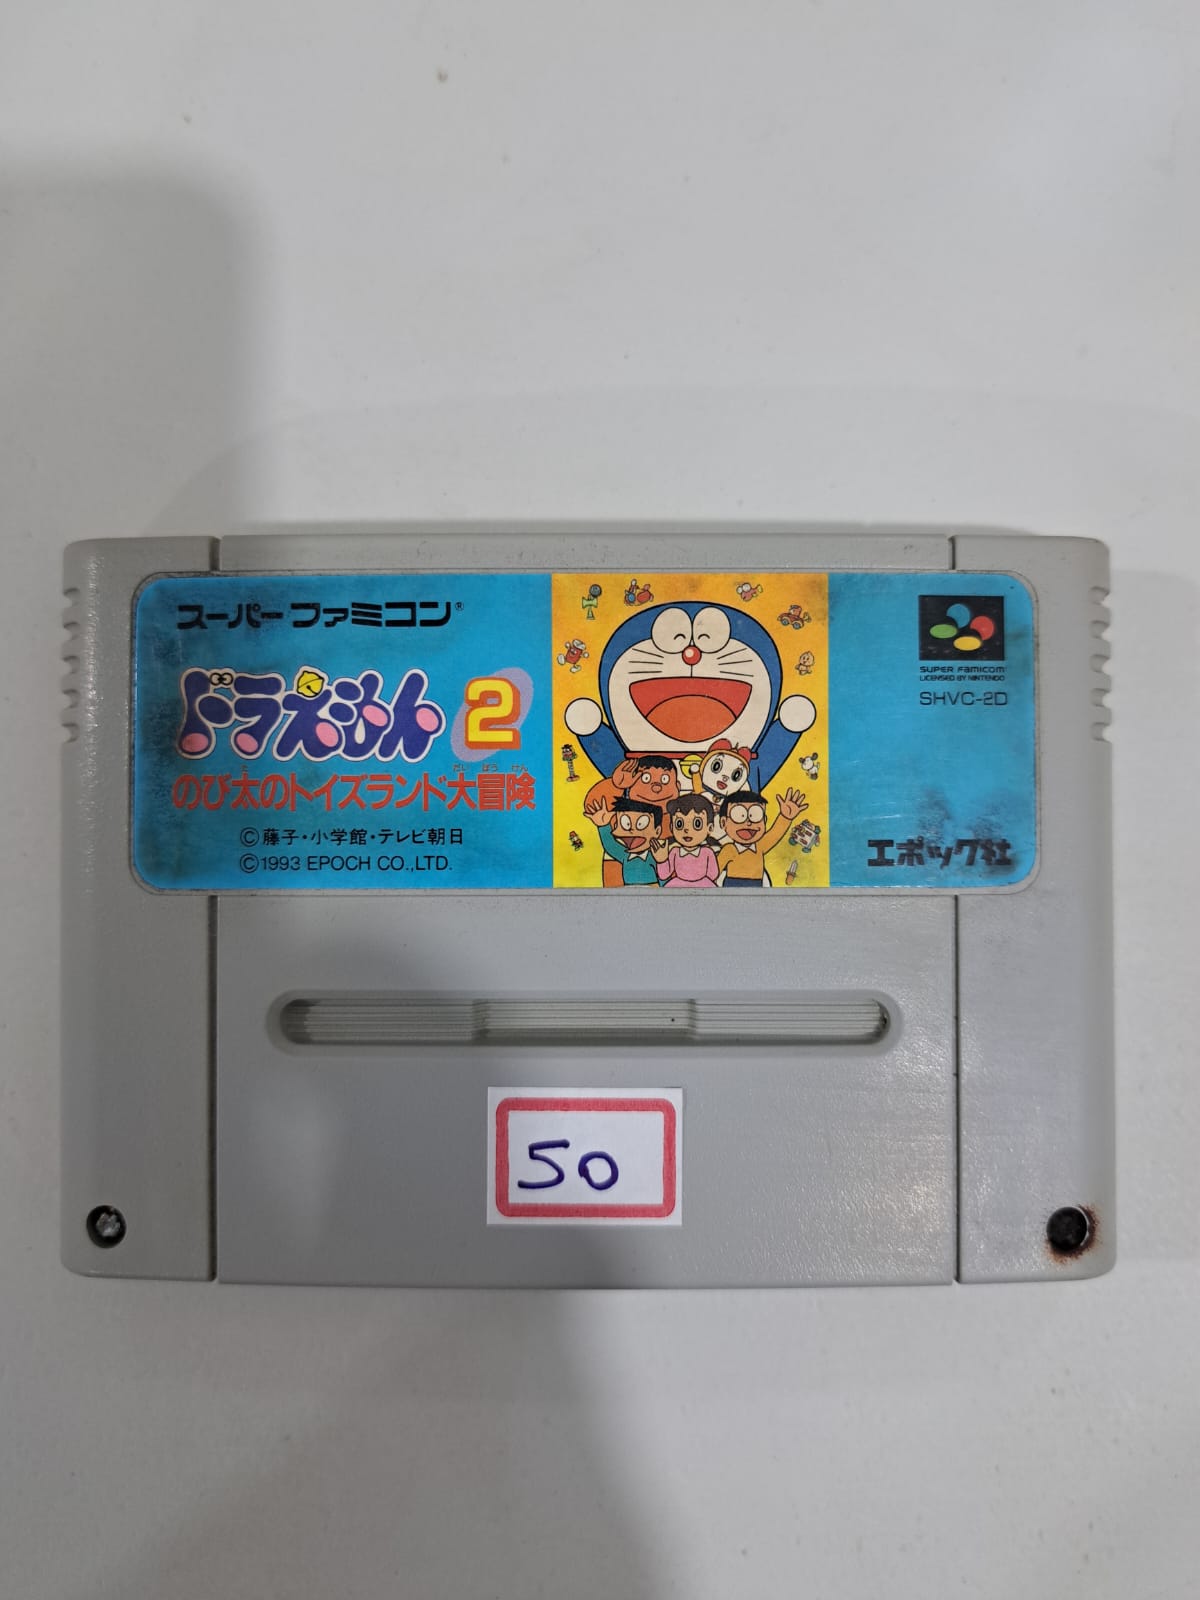 スーパーファミコン®
ドラえもん2
た だい ぼう けん
のび太のトイズランド大冒険
©藤子・小学館・テレビ朝日
©1993 EPOCH CO.,LTD.
SUPER FAMICOM
LICENSED BY NINTENDO
SHVC-2D
エポック社
50